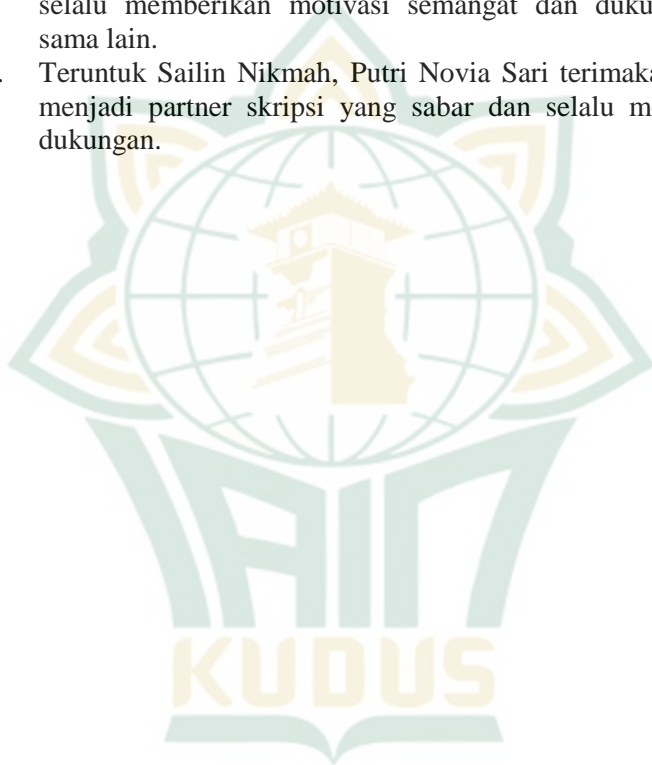 selalu memberikan motivasi semangat dan duku
sama lain.
. Teruntuk Sailin Nikmah, Putri Novia Sari terimaka
menjadi partner skripsi yang sabar dan selalu m
dukungan.
IAIN
KUDUS